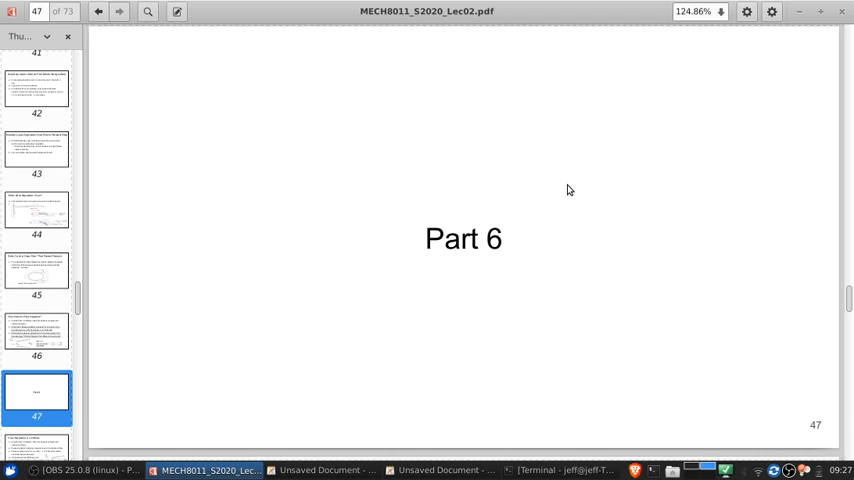 47 of 73
MECH8011_S2020_Lec02.pdf
124.86%
Thu...
41
42
43
44
45
46
47
Part 6
47
[OBS 25.0.8 (linux) - P...
MECH8011_S2020_Lec...
Unsaved Document - ...
Unsaved Document - ...
[Terminal - jeff@jeff-T...
09:27